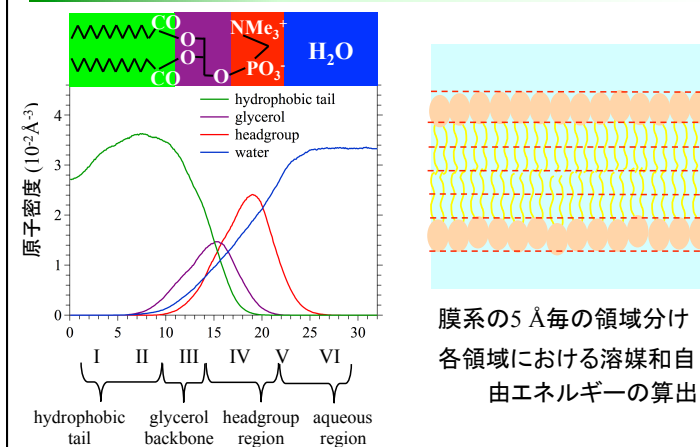 CO
NMe3+
O
O
H2O
CO
O
PO3-
hydrophobic tail
glycerol
headgroup
water
原子密度 (10-2Å-3)
4
3
2
1
0
0 5 10 15 20 25 30
I II III IV V VI
hydrophobic tail
glycerol backbone
headgroup region
aqueous region
膜系の5 Å毎の領域分け
各領域における溶媒和自
由エネルギーの算出